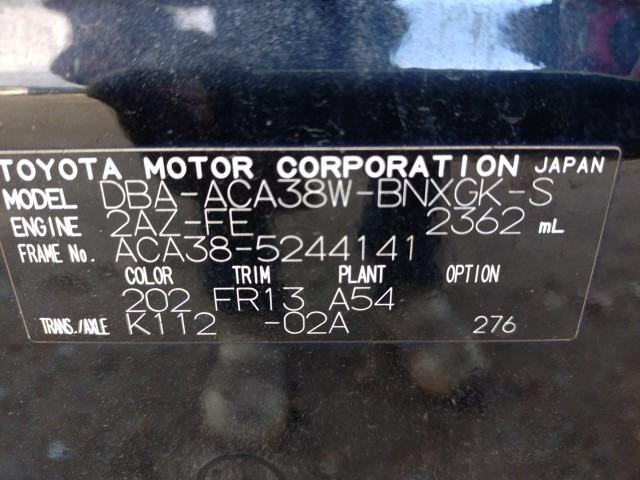 TOYOTA MOTOR CORPORATION JAPAN
MODEL DBA-ACA38W-BNXGK-S
ENGINE 2AZ-FE 2362 mL
FRAME No. ACA38-5244141
COLOR TRIM PLANT OPTION
202 FR13 A54
TRANS./AXLE K112 -02A 276